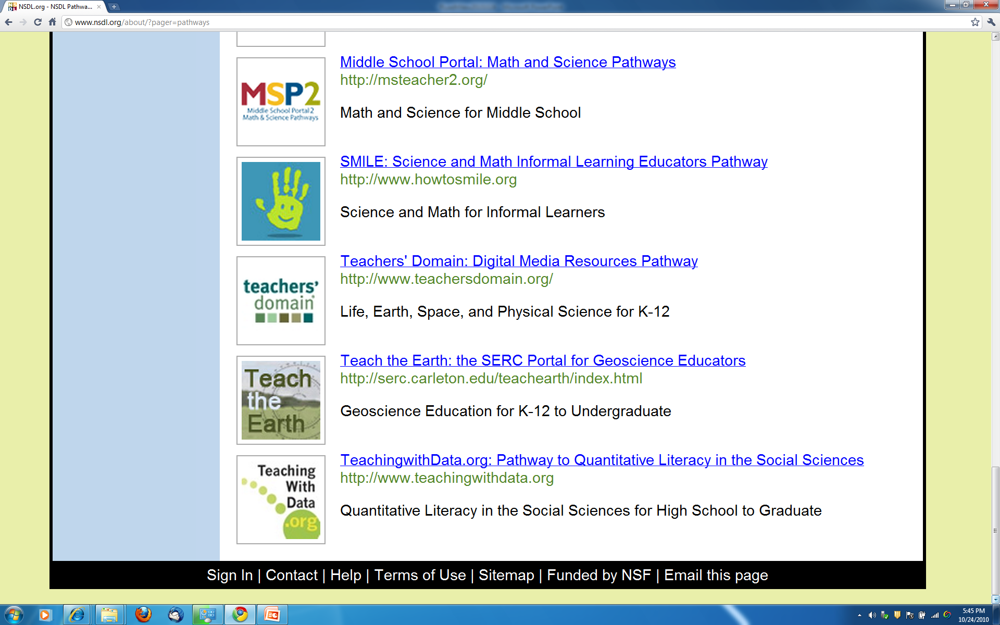 NSDL.org - NSDL Pathwa...
www.nsdl.org/about/?pager=pathways
MSP2
Middle School Portal 2
Math & Science Pathways
Middle School Portal: Math and Science Pathways
http://msteacher2.org/
Math and Science for Middle School
SMILE: Science and Math Informal Learning Educators Pathway
http://www.howtosmile.org
Science and Math for Informal Learners
teachers'
domain
Teachers' Domain: Digital Media Resources Pathway
http://www.teachersdomain.org/
Life, Earth, Space, and Physical Science for K-12
Teach
the
Earth
Teach the Earth: the SERC Portal for Geoscience Educators
http://serc.carleton.edu/teachearth/index.html
Geoscience Education for K-12 to Undergraduate
Teaching
With
Data
.org
TeachingwithData.org: Pathway to Quantitative Literacy in the Social Sciences
http://www.teachingwithdata.org
Quantitative Literacy in the Social Sciences for High School to Graduate
Sign In | Contact | Help | Terms of Use | Sitemap | Funded by NSF | Email this page
5:45 PM
10/24/2010